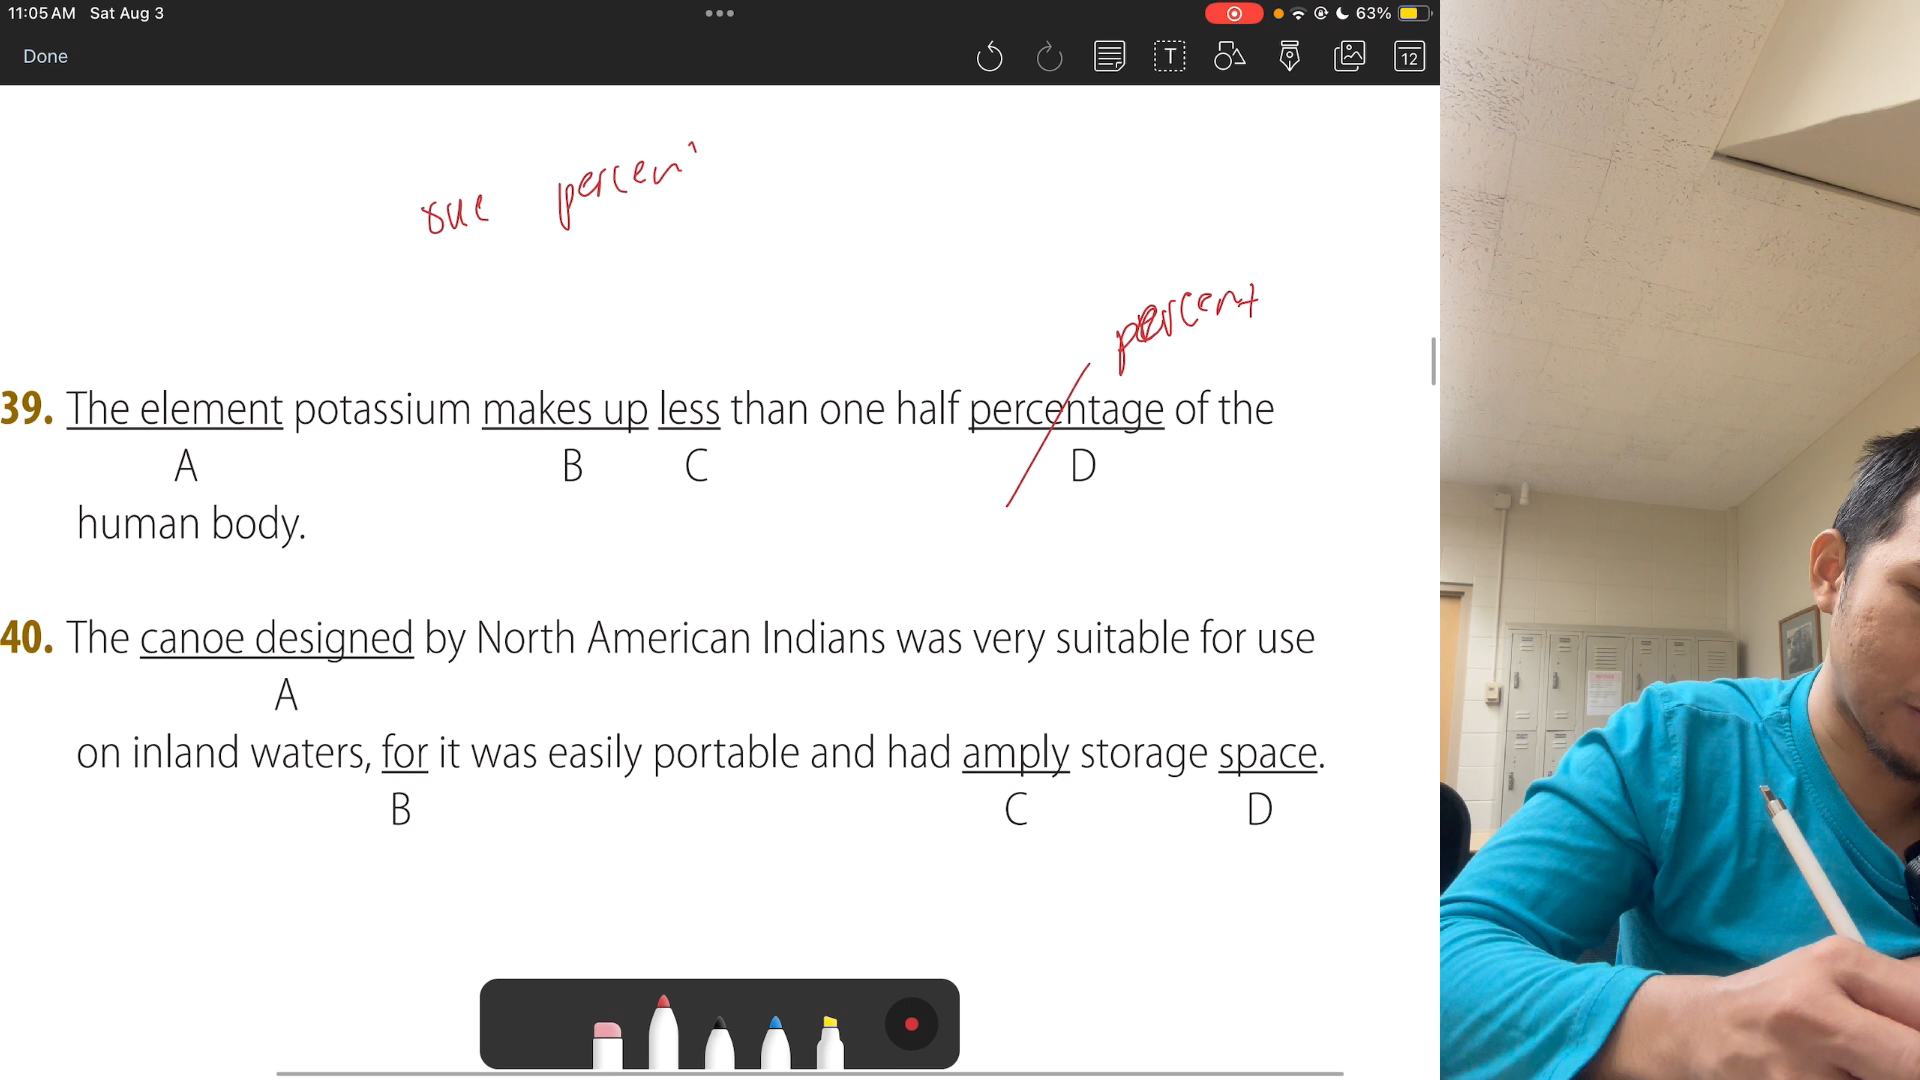 11:05 AM Sat Aug 3
63%
Done
T
12
one percent
percent
39. The element potassium makes up less than one half percentage of the
A B C D
human body.
40. The canoe designed by North American Indians was very suitable for use
A
on inland waters, for it was easily portable and had amply storage space.
B C D